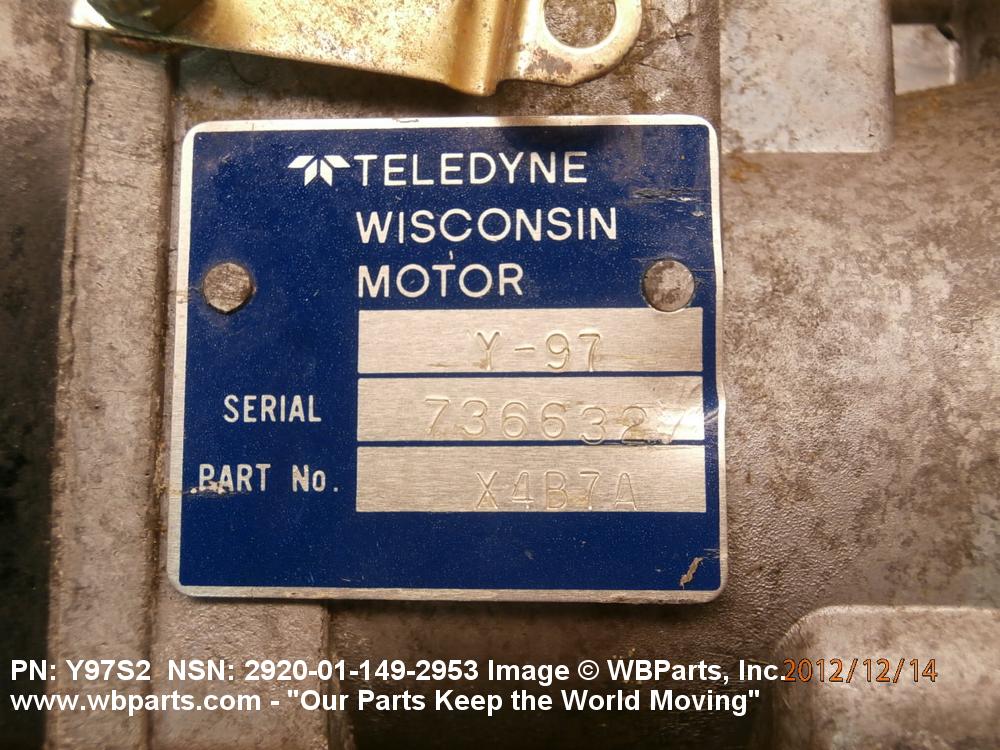 TELEDYNE
WISCONSIN
MOTOR
Y-97
SERIAL 7366327
PART No. X4B7A
PN: Y97S2 NSN: 2920-01-149-2953 Image © WBParts, Inc. 2012/12/14
www.wbparts.com - "Our Parts Keep the World Moving"